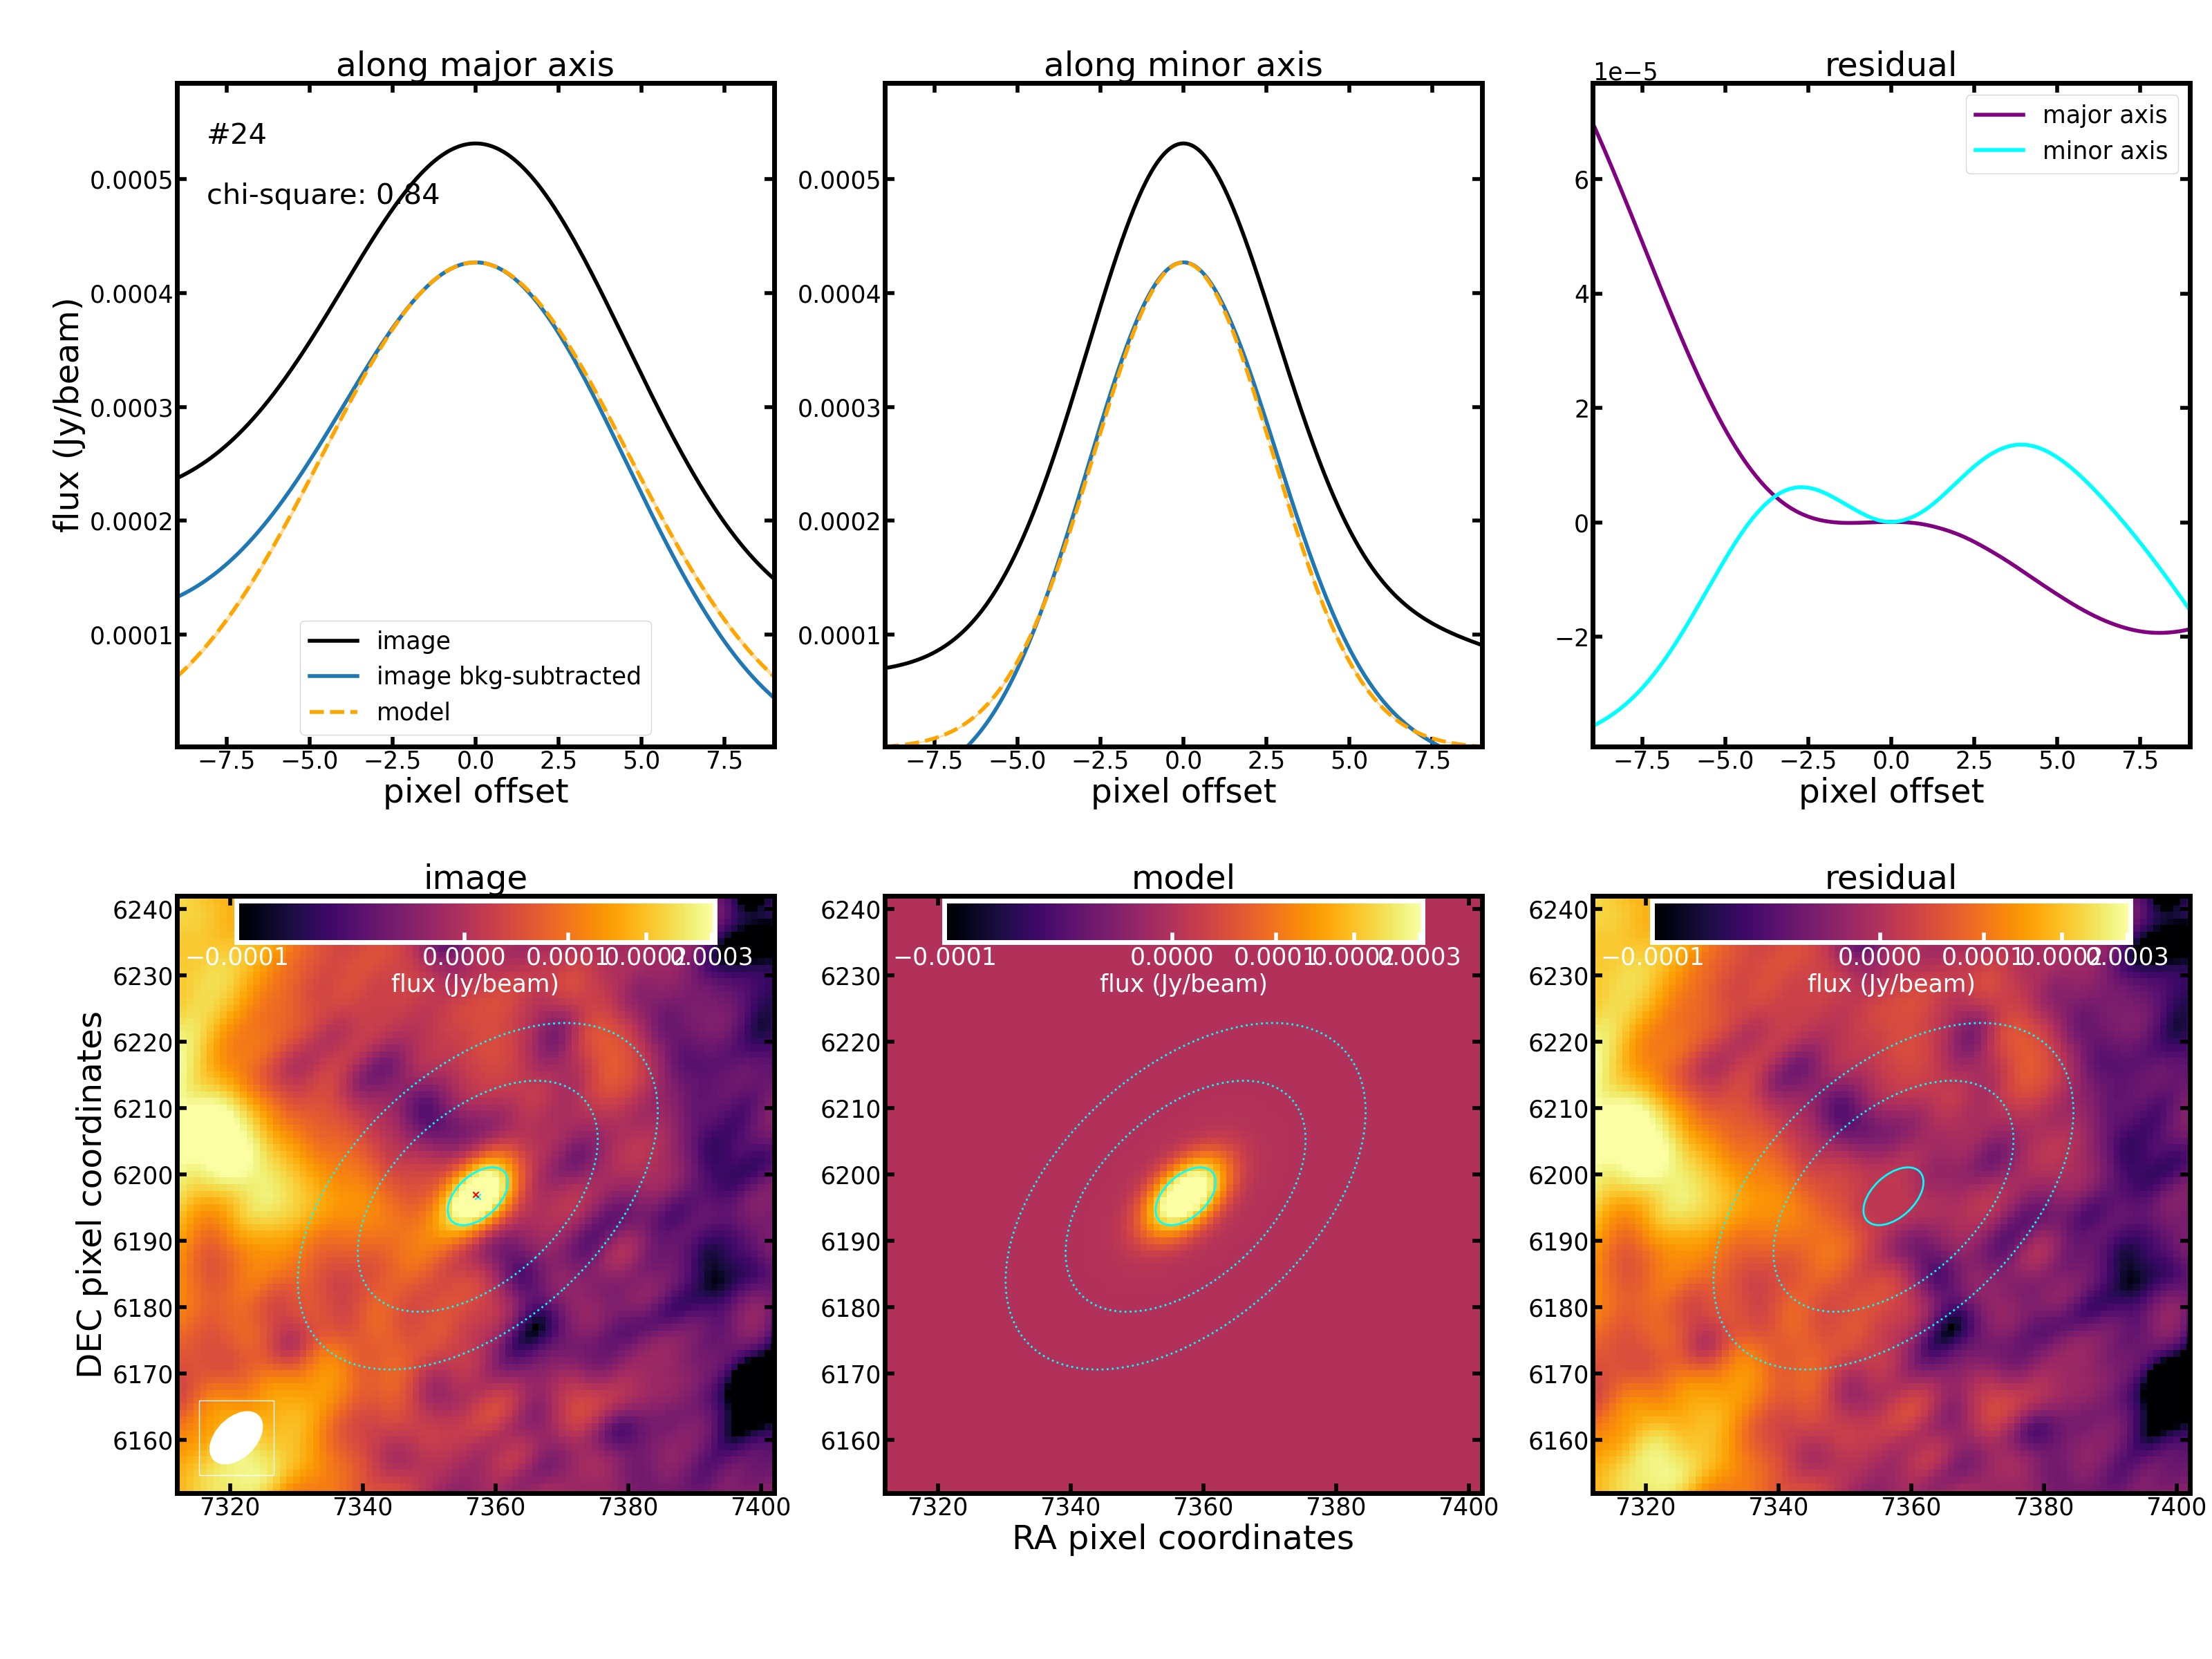 along major axis
along minor axis
residual
1e−5
#24
chi-square: 0.84
0.0005
0.0004
0.0003
0.0002
0.0001
flux (Jy/beam)
image
image bkg-subtracted
model
−7.5 −5.0 −2.5 0.0 2.5 5.0 7.5
pixel offset
0.0005
0.0004
0.0003
0.0002
0.0001
−7.5 −5.0 −2.5 0.0 2.5 5.0 7.5
pixel offset
major axis
minor axis
6
4
2
0
−2
−7.5 −5.0 −2.5 0.0 2.5 5.0 7.5
pixel offset
image
model
residual
6240
6230
6220
6210
6200
6190
6180
6170
6160
DEC pixel coordinates
−0.0001 0.0000 0.0001 0.0002 0.0003
flux (Jy/beam)
7320 7340 7360 7380 7400
6240
6230
6220
6210
6200
6190
6180
6170
6160
−0.0001 0.0000 0.0001 0.0002 0.0003
flux (Jy/beam)
7320 7340 7360 7380 7400
RA pixel coordinates
6240
6230
6220
6210
6200
6190
6180
6170
6160
−0.0001 0.0000 0.0001 0.0002 0.0003
flux (Jy/beam)
7320 7340 7360 7380 7400